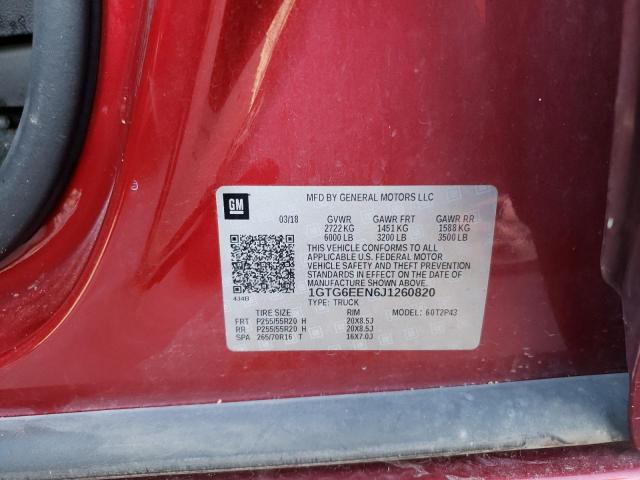 GM
MFD BY GENERAL MOTORS LLC
03/18 GVWR GAWR FRT GAWR RR
2722 KG 1451 KG 1588 KG
6000 LB 3200 LB 3500 LB
THIS VEHICLE CONFORMS TO ALL
APPLICABLE U.S. FEDERAL MOTOR
VEHICLE SAFETY AND THEFT PREVENTION
STANDARDS IN EFFECT ON THE DATE OF
MANUFACTURE SHOWN ABOVE.
434B 1GTG6EEN6J1260820
TYPE: TRUCK
TIRE SIZE RIM MODEL: 60T2P43
FRT P255/55R20 H 20X8.5J
RR P255/55R20 H 20X8.5J
SPA 265/70R16 T 16X7.0J